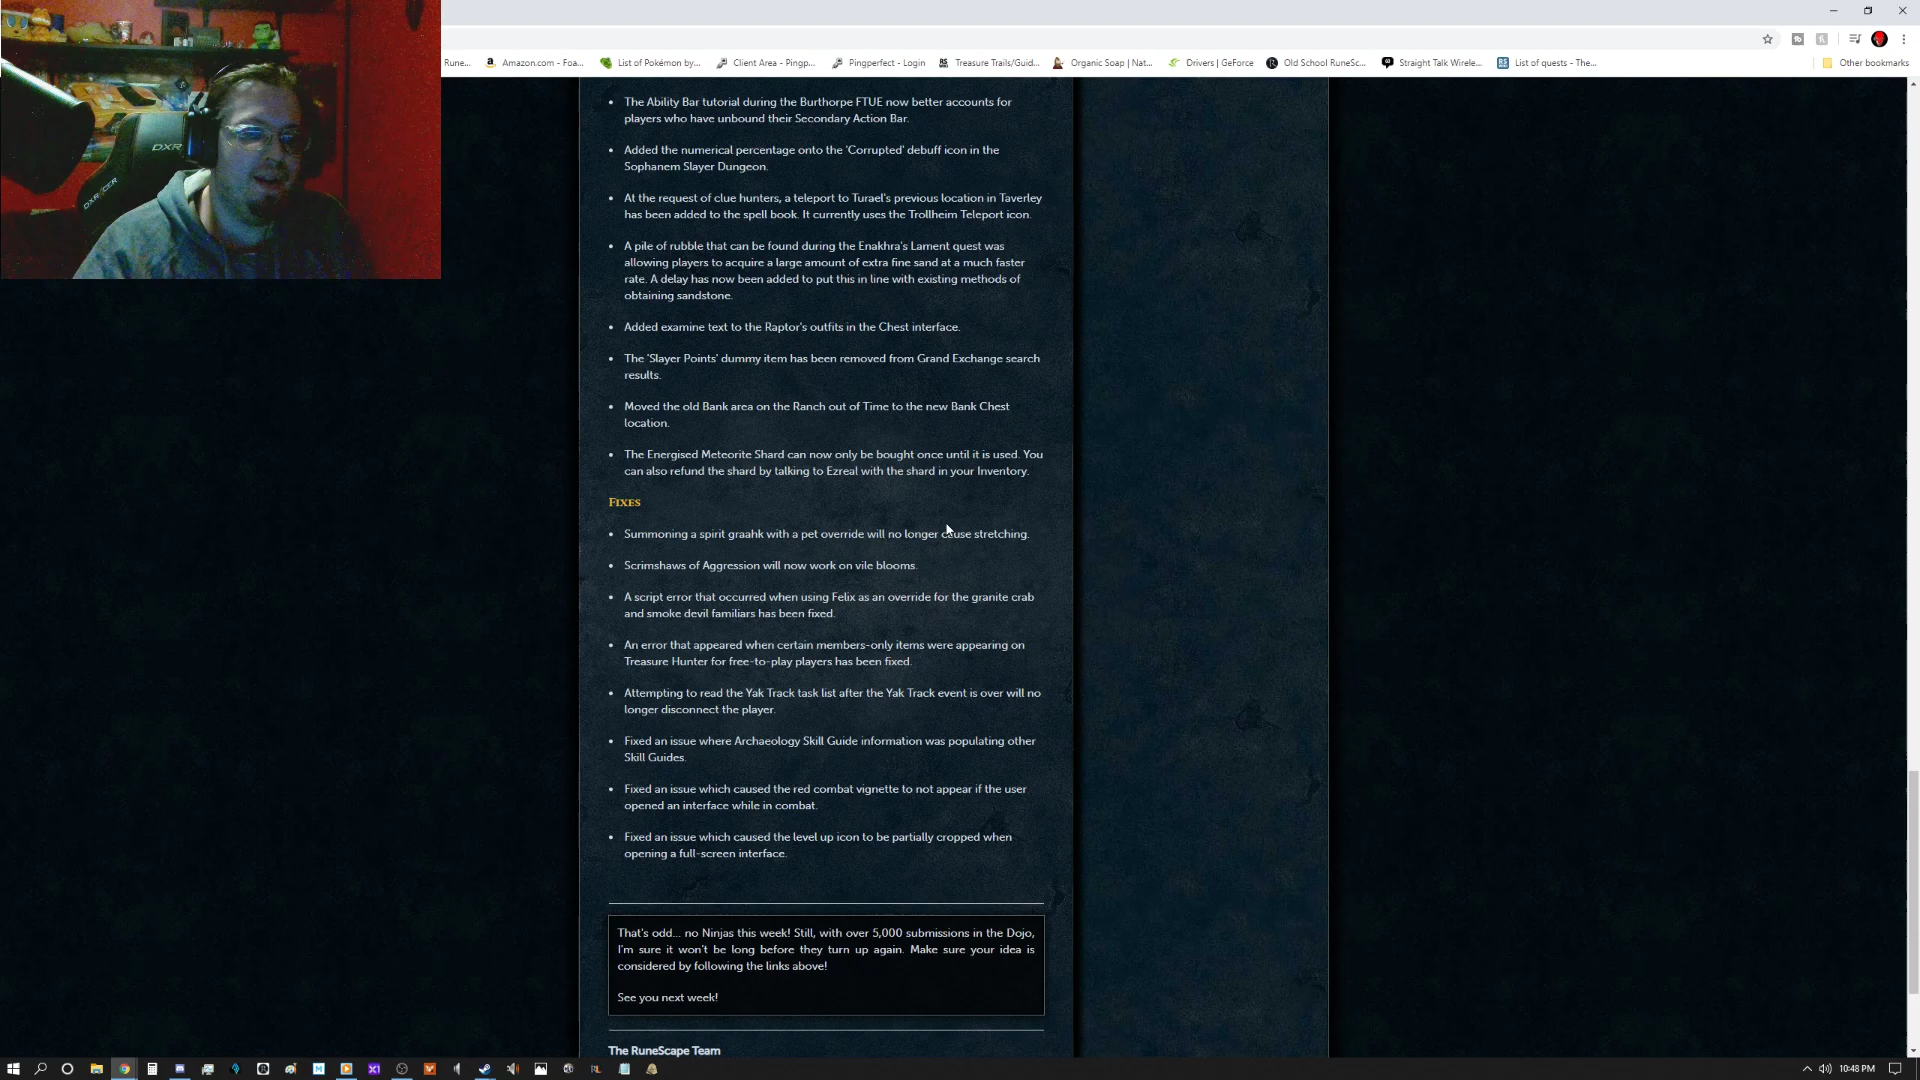 Rune...
Amazon.com - Foa...
List of Pokémon by...
Client Area - Pingp...
Pingperfect - Login
Treasure Trails/Guid...
Organic Soap | Nat...
Drivers | GeForce
Old School RuneSc...
Straight Talk Wirele...
List of quests - The...
Other bookmarks
DXR
DXRACER
• The Ability Bar tutorial during the Burthorpe FTUE now better accounts for
players who have unbound their Secondary Action Bar.
• Added the numerical percentage onto the 'Corrupted' debuff icon in the
Sophanem Slayer Dungeon.
• At the request of clue hunters, a teleport to Turael's previous location in Taverley
has been added to the spell book. It currently uses the Trollheim Teleport icon.
• A pile of rubble that can be found during the Enakhra's Lament quest was
allowing players to acquire a large amount of extra fine sand at a much faster
rate. A delay has now been added to put this in line with existing methods of
obtaining sandstone.
• Added examine text to the Raptor's outfits in the Chest interface.
• The 'Slayer Points' dummy item has been removed from Grand Exchange search
results.
• Moved the old Bank area on the Ranch out of Time to the new Bank Chest
location.
• The Energised Meteorite Shard can now only be bought once until it is used. You
can also refund the shard by talking to Ezreal with the shard in your Inventory.
FIXES
• Summoning a spirit graahk with a pet override will no longer cause stretching.
• Scrimshaws of Aggression will now work on vile blooms.
• A script error that occurred when using Felix as an override for the granite crab
and smoke devil familiars has been fixed.
• An error that appeared when certain members-only items were appearing on
Treasure Hunter for free-to-play players has been fixed.
• Attempting to read the Yak Track task list after the Yak Track event is over will no
longer disconnect the player.
• Fixed an issue where Archaeology Skill Guide information was populating other
Skill Guides.
• Fixed an issue which caused the red combat vignette to not appear if the user
opened an interface while in combat.
• Fixed an issue which caused the level up icon to be partially cropped when
opening a full-screen interface.
That's odd... no Ninjas this week! Still, with over 5,000 submissions in the Dojo,
I'm sure it won't be long before they turn up again. Make sure your idea is
considered by following the links above!
See you next week!
The RuneScape Team
10:48 PM